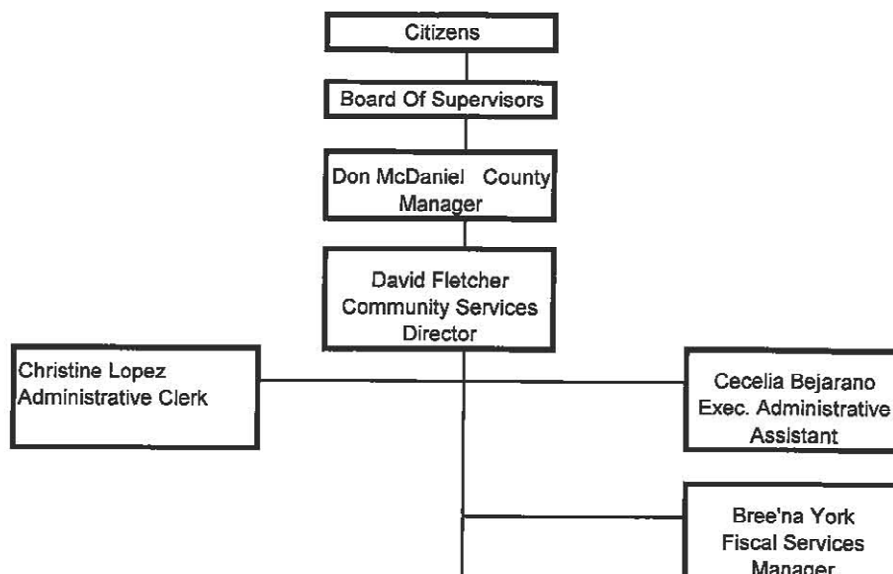 Citizens
Board Of Supervisors
Don McDaniel County
Manager
David Fletcher
Community Services
Director
Christine Lopez
Administrative Clerk
Cecelia Bejarano
Exec. Administrative
Assistant
Bree'na York
Fiscal Services
Manager